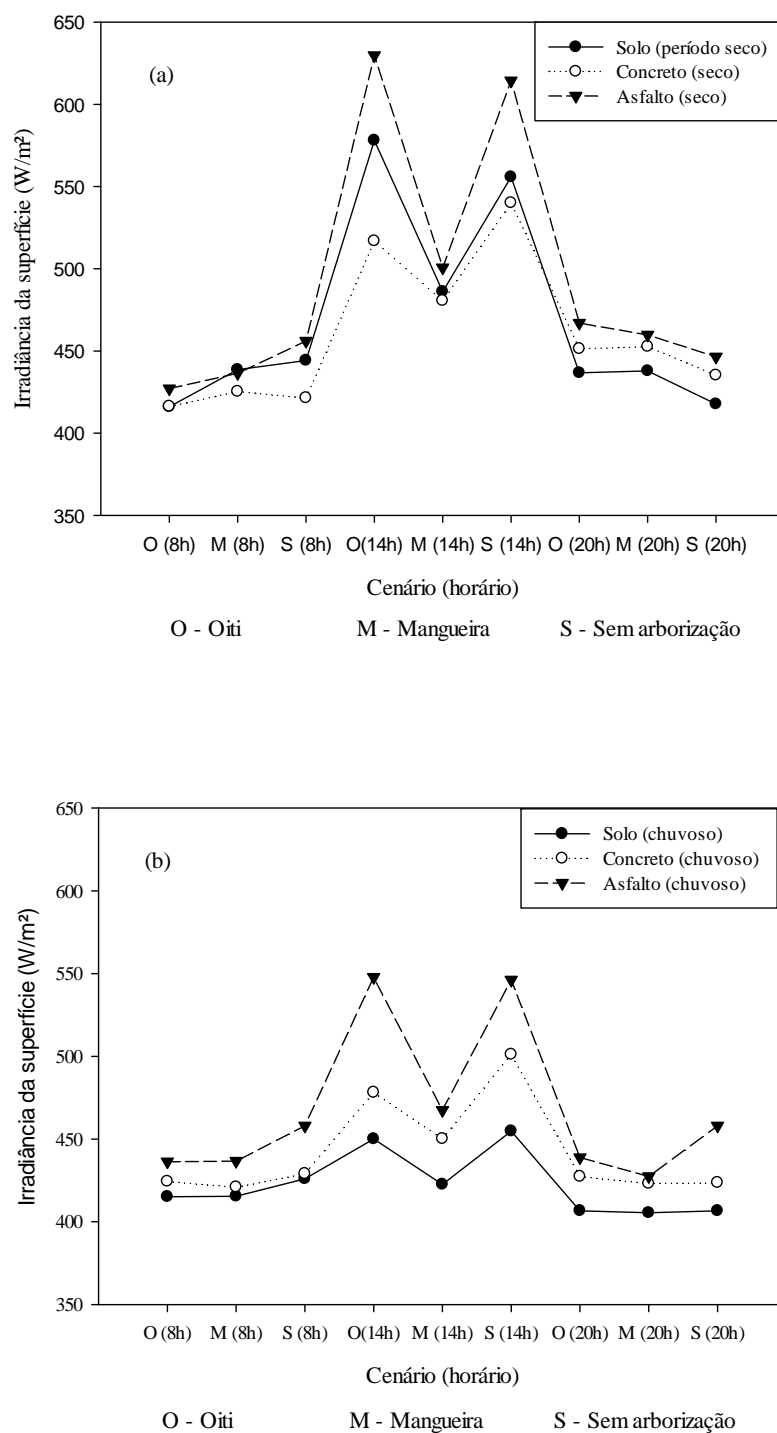 650
(a)
Solo (período seco)
Concreto (seco)
Asfalto (seco)
600
550
500
450
400
350
Irradiância da superfície (W/m²)
O (8h) M (8h) S (8h) O(14h) M (14h) S (14h) O (20h) M (20h) S (20h)
Cenário (horário)
O - Oiti M - Mangueira S - Sem arborização
650
(b)
Solo (chuvoso)
Concreto (chuvoso)
Asfalto (chuvoso)
600
550
500
450
400
350
Irradiância da superfície (W/m²)
O (8h) M (8h) S (8h) O(14h) M (14h) S (14h) O (20h) M (20h) S (20h)
Cenário (horário)
O - Oiti M - Mangueira S - Sem arborização